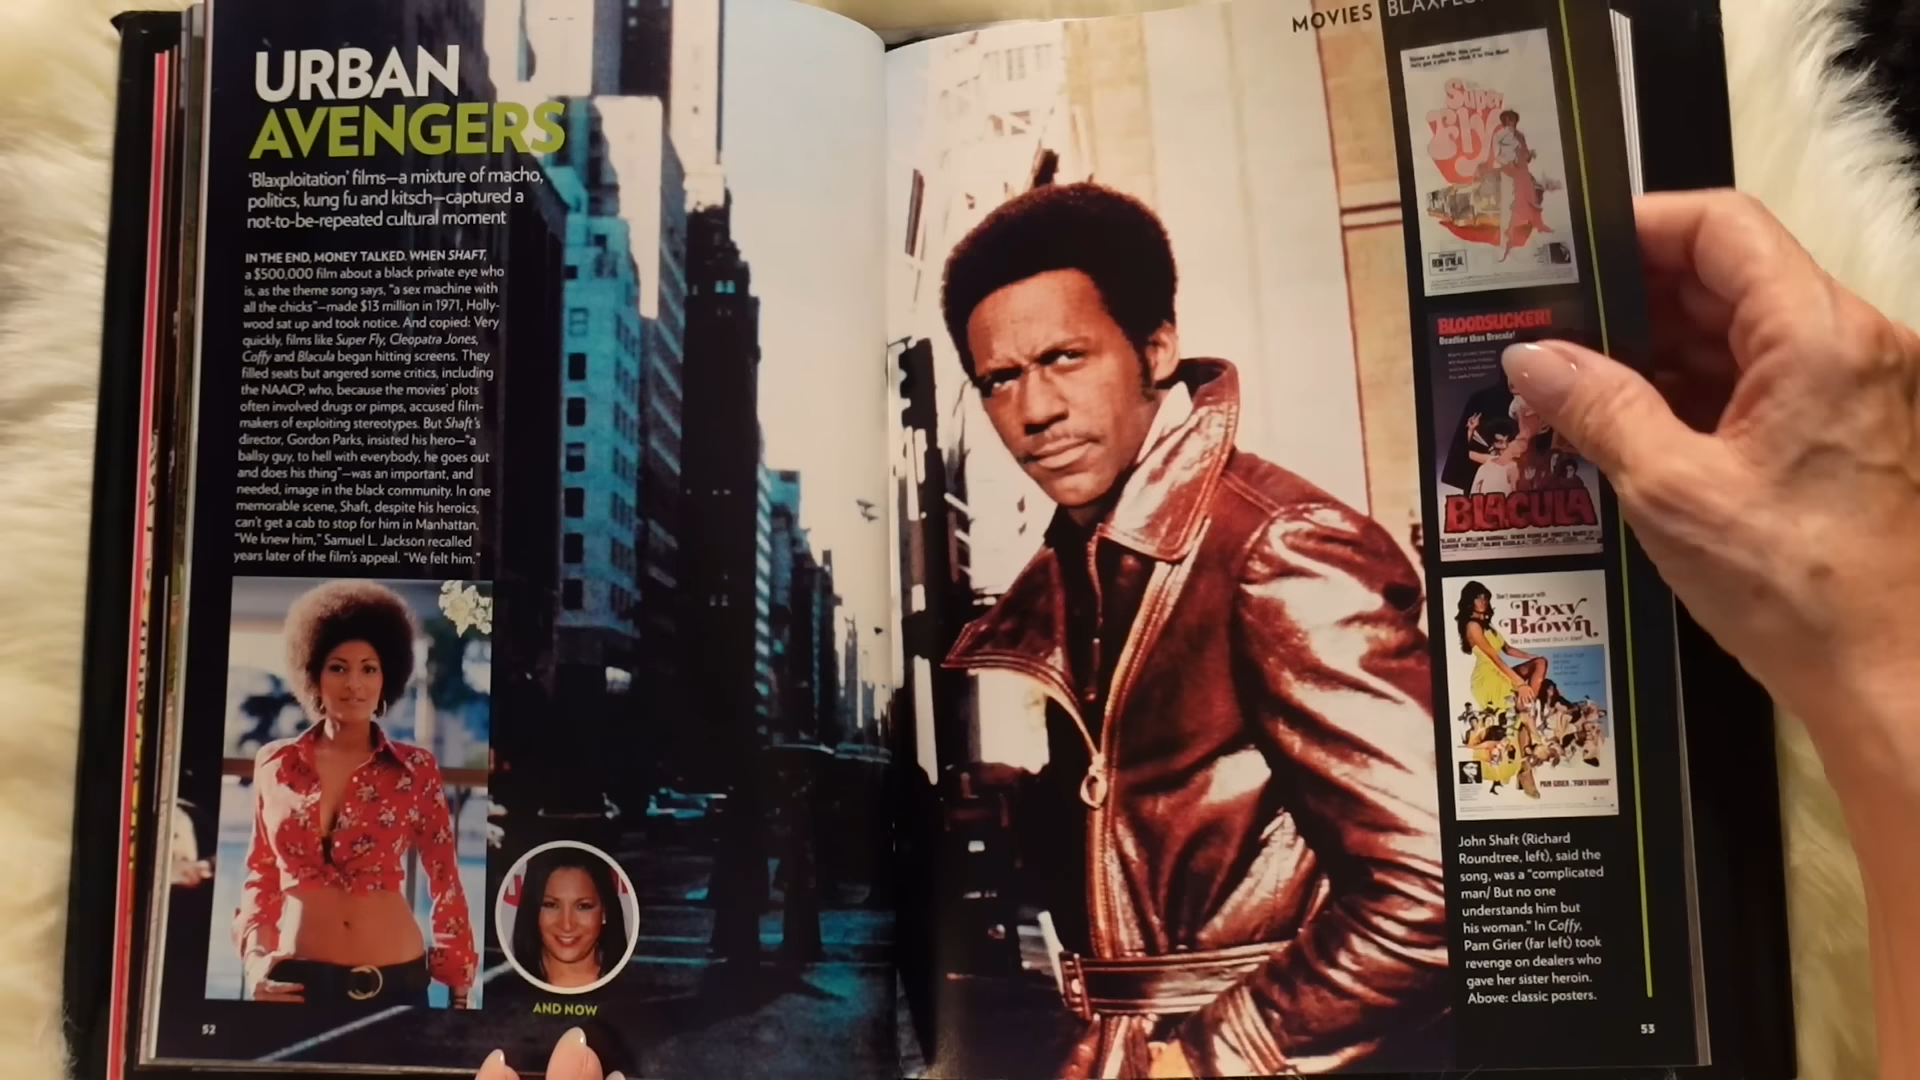 URBAN
AVENGERS
'Blaxploitation' films—a mixture of macho,
politics, kung fu and kitsch—captured a
not-to-be-repeated cultural moment
IN THE END, MONEY TALKED. WHEN SHAFT,
a $500,000 film about a black private eye who
is, as the theme song says, "a sex machine with
all the chicks"—made $13 million in 1971, Holly-
wood sat up and took notice. And copied: Very
quickly, films like Super Fly, Cleopatra Jones,
Coffy and Blacula began hitting screens. They
filled seats but angered some critics, including
the NAACP, who, because the movies' plots
often involved drugs or pimps, accused film-
makers of exploiting stereotypes. But Shaft's
director, Gordon Parks, insisted his hero—"a
ballsy guy, to hell with everybody, he goes out
and does his thing"—was an important, and
needed, image in the black community. In one
memorable scene, Shaft, despite his heroics,
can't get a cab to stop for him in Manhattan.
"We knew him," Samuel L. Jackson recalled
years later of the film's appeal. "We felt him."
AND NOW
52
MOVIES
Super
Fly
RON O'NEAL
BLOODSUCKER!
Deadlier than Dracula!
BLACULA
Foxy
Brown
PAM GRIER
John Shaft (Richard
Roundtree, left), said the
song, was a "complicated
man/ But no one
understands him but
his woman." In Coffy,
Pam Grier (far left) took
revenge on dealers who
gave her sister heroin.
Above: classic posters.
53